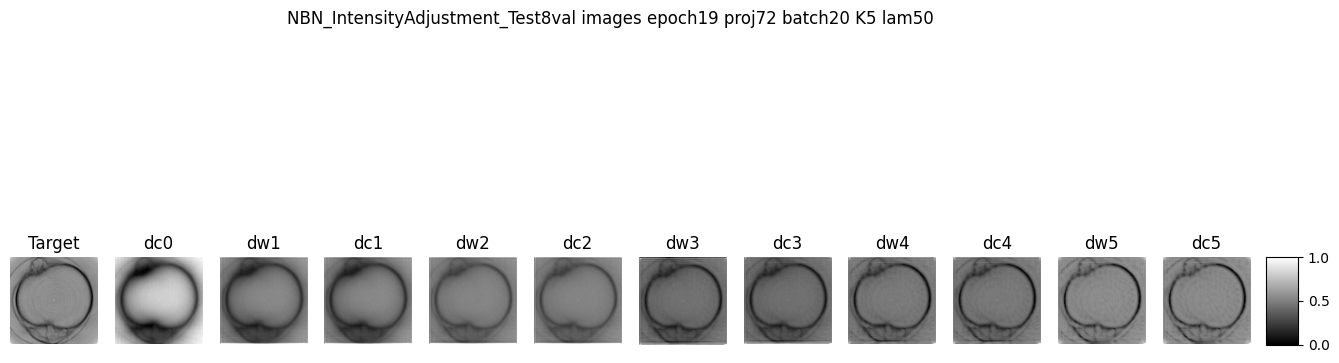 NBN_IntensityAdjustment_Test8val images epoch19 proj72 batch20 K5 lam50
Target dc0 dw1 dc1 dw2 dc2 dw3 dc3 dw4 dc4 dw5 dc5
1.0
0.5
0.0